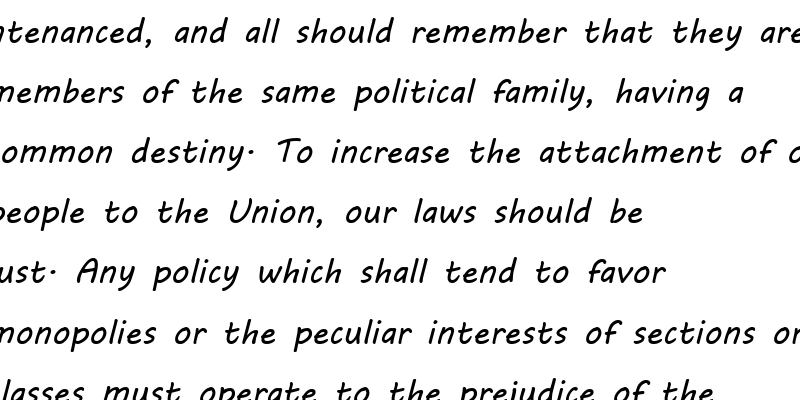 ntenanced, and all should remember that they are
members of the same political family, having a
ommon destiny. To increase the attachment of
people to the Union, our laws should be
ust. Any policy which shall tend to favor
monopolies or the peculiar interests of sections or
lasses must operate to the prejudice of the